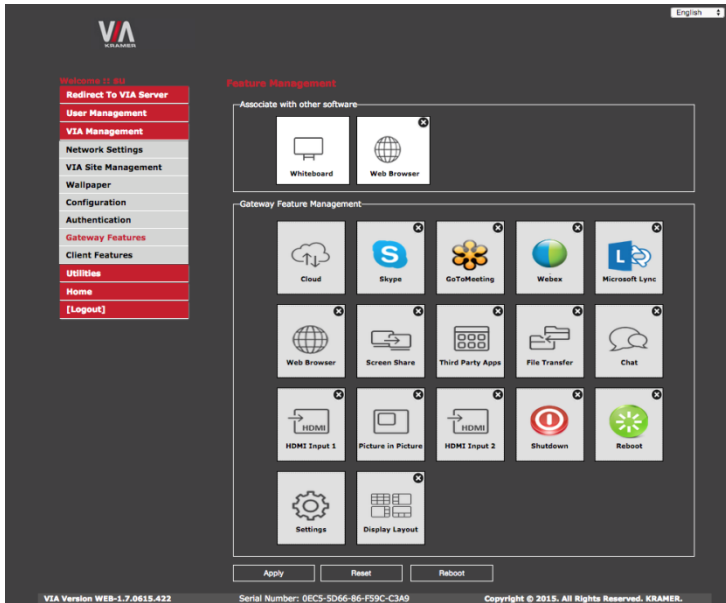 English
VIA
KRAMER
Welcome !! SU
Redirect To VIA Server
User Management
VIA Management
Network Settings
VIA Site Management
Wallpaper
Configuration
Authentication
Gateway Features
Client Features
Utilities
Home
[Logout]
Feature Management
Associate with other software
Whiteboard
Web Browser
Gateway Feature Management
Cloud
S
Skype
GoToMeeting
Webex
L
Microsoft Lync
Web Browser
Screen Share
Third Party Apps
File Transfer
Chat
HDMI
HDMI Input 1
Picture in Picture
HDMI
HDMI Input 2
Shutdown
Reboot
Settings
Display Layout
Apply
Reset
Reboot
VIA Version WEB-1.7.0615.422
Serial Number: 0EC5-5D66-86-F59C-C3A9
Copyright © 2015. All Rights Reserved. KRAMER.